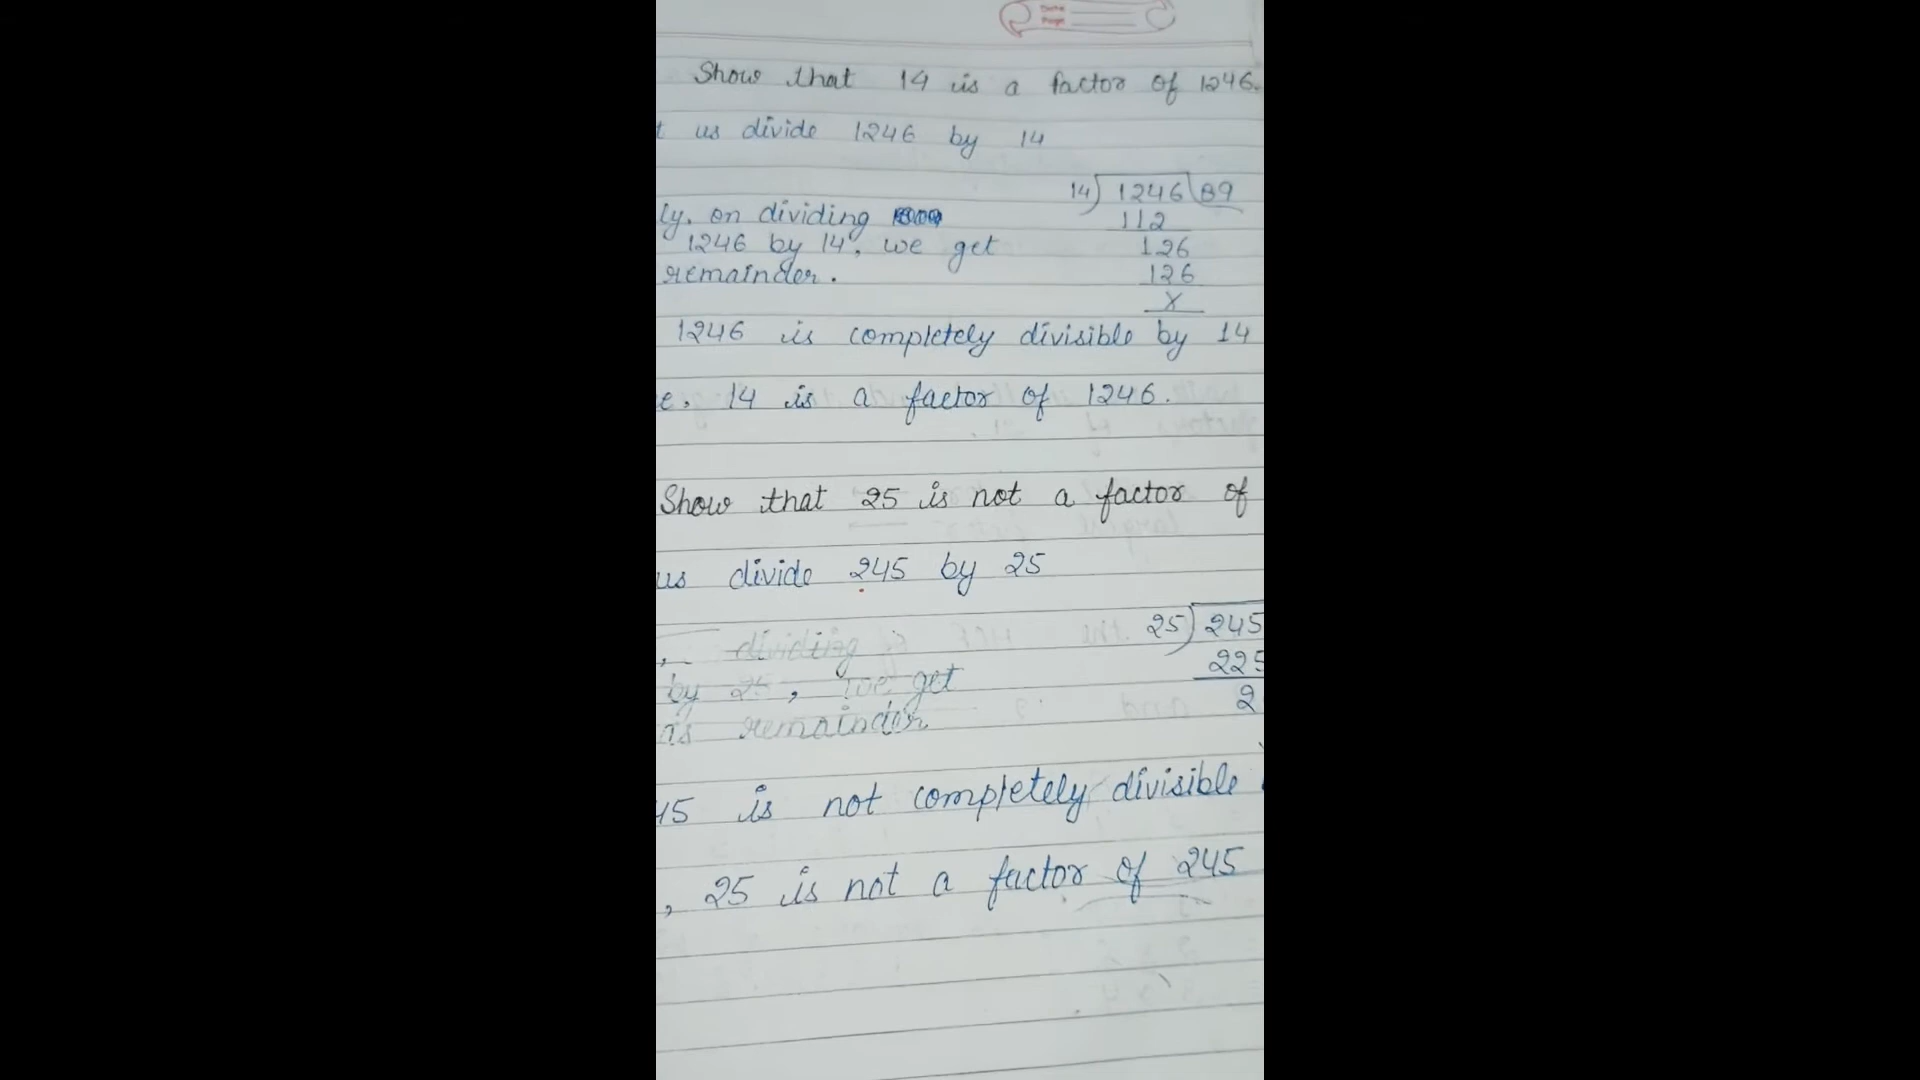 Date
Page
Show that 14 is a factor of 1246.
t us divide 1246 by 14
14) 1246 (89
ly, on dividing
112
1246 by 14, we get
126
remainder.
126
x
1246 is completely divisible by 14
e, 14 is a factor of 1246.
Show that 25 is not a factor of
us divide 245 by 25
25) 245
, dividing
225
by 25, we get
2
as remainder
45 is not completely divisible
, 25 is not a factor of 245